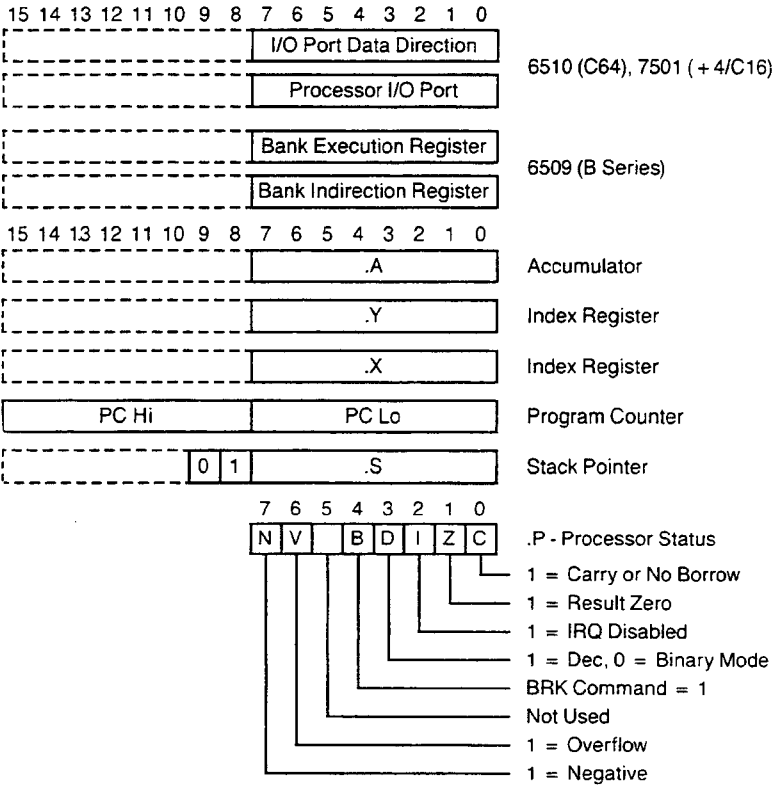 15 14 13 12 11 10 9 8 7 6 5 4 3 2 1 0
I/O Port Data Direction
6510 (C64), 7501 ( + 4/C16)
Processor I/O Port
Bank Execution Register
6509 (B Series)
Bank Indirection Register
15 14 13 12 11 10 9 8 7 6 5 4 3 2 1 0
.A Accumulator
.Y Index Register
.X Index Register
PC Hi PC Lo Program Counter
0 1 .S Stack Pointer
7 6 5 4 3 2 1 0
N V B D I Z C .P - Processor Status
1 = Carry or No Borrow
1 = Result Zero
1 = IRQ Disabled
1 = Dec, 0 = Binary Mode
BRK Command = 1
Not Used
1 = Overflow
1 = Negative